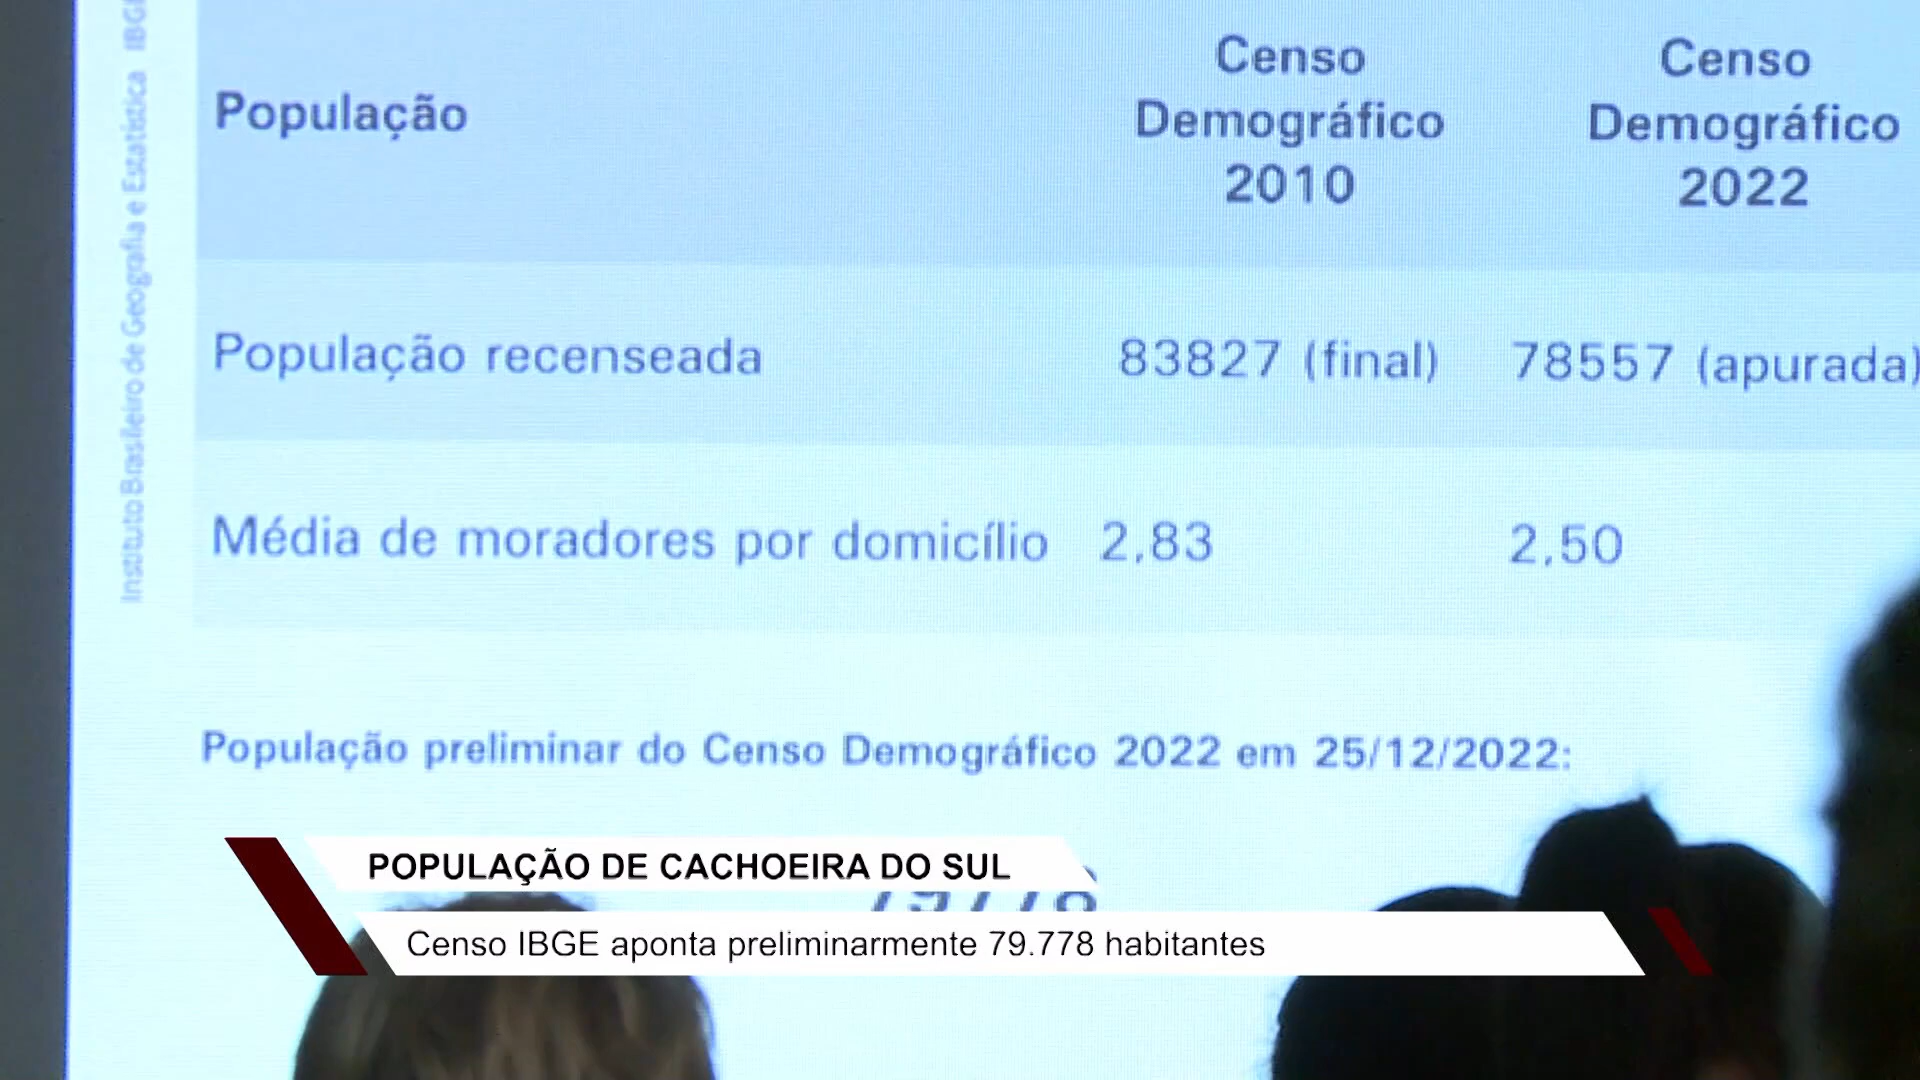 Instituto Brasileiro de Geografia e Estatística IBGE
População
Censo
Demográfico
2010
Censo
Demográfico
2022
População recenseada 83827 (final) 78557 (apurada)
Média de moradores por domicílio 2,83 2,50
População preliminar do Censo Demográfico 2022 em 25/12/2022:
POPULAÇÃO DE CACHOEIRA DO SUL
Censo IBGE aponta preliminarmente 79.778 habitantes